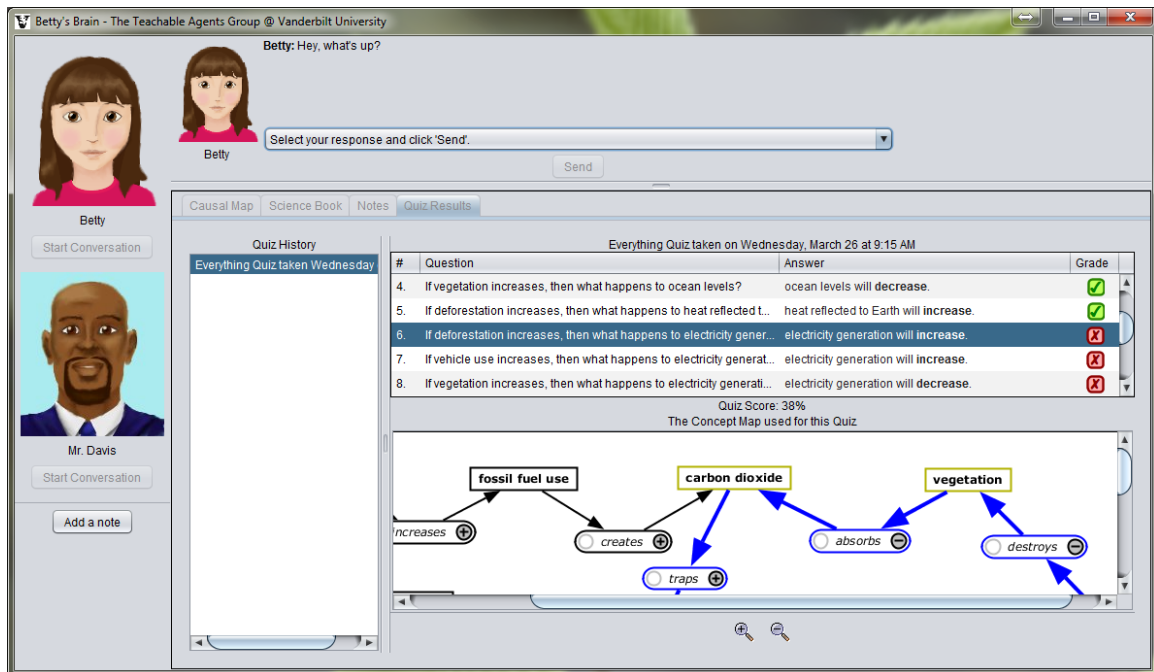 Betty's Brain - The Teachable Agents Group @ Vanderbilt University
Betty: Hey, what's up?
Betty
Select your response and click 'Send'.
Send
Betty
Start Conversation
Mr. Davis
Start Conversation
Add a note
Causal Map Science Book Notes Quiz Results
Quiz History
Everything Quiz taken Wednesday
Everything Quiz taken on Wednesday, March 26 at 9:15 AM
# Question Answer Grade
4. If vegetation increases, then what happens to ocean levels? ocean levels will decrease.
5. If deforestation increases, then what happens to heat reflected t... heat reflected to Earth will increase.
6. If deforestation increases, then what happens to electricity gener... electricity generation will increase.
7. If vehicle use increases, then what happens to electricity generat... electricity generation will increase.
8. If vegetation increases, then what happens to electricity generati... electricity generation will decrease.
Quiz Score: 38%
The Concept Map used for this Quiz
fossil fuel use
carbon dioxide
vegetation
increases
creates
absorbs
destroys
traps